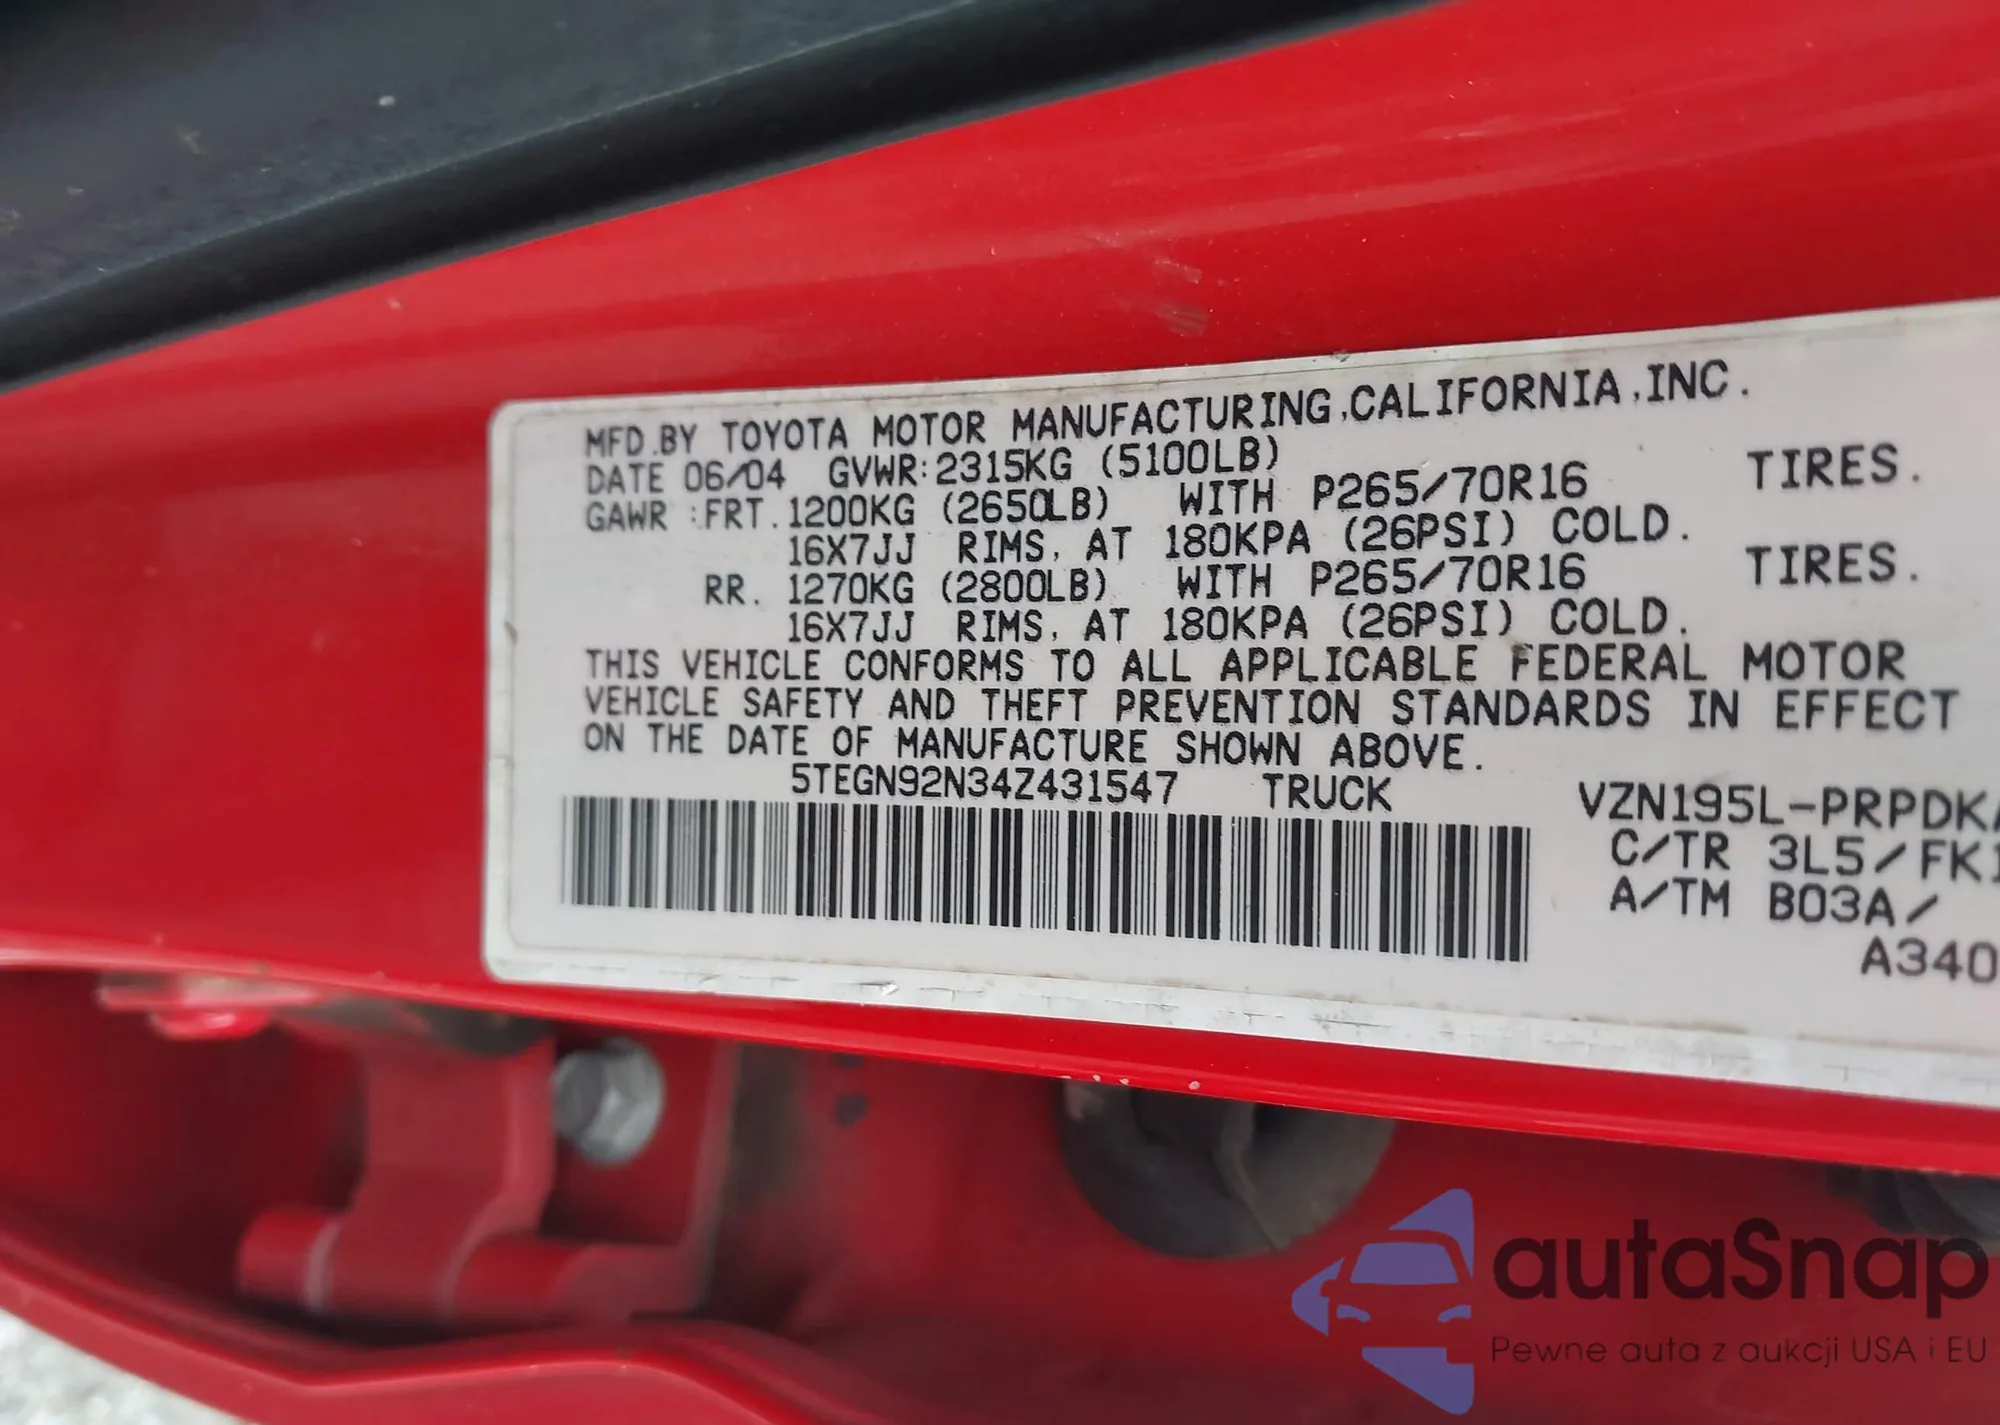 MFD.BY TOYOTA MOTOR MANUFACTURING,CALIFORNIA,INC.
DATE 06/04 GVWR:2315KG (5100LB)
GAWR :FRT.1200KG (2650LB) WITH P265/70R16 TIRES.
16X7JJ RIMS, AT 180KPA (26PSI) COLD.
RR. 1270KG (2800LB) WITH P265/70R16 TIRES.
16X7JJ RIMS, AT 180KPA (26PSI) COLD.
THIS VEHICLE CONFORMS TO ALL APPLICABLE FEDERAL MOTOR
VEHICLE SAFETY AND THEFT PREVENTION STANDARDS IN EFFECT
ON THE DATE OF MANUFACTURE SHOWN ABOVE.
5TEGN92N34Z431547 TRUCK VZN195L-PRPDKA
C/TR 3L5/FK1
A/TM B03A/
A340
autaSnap
Pewne auta z aukcji USA i EU